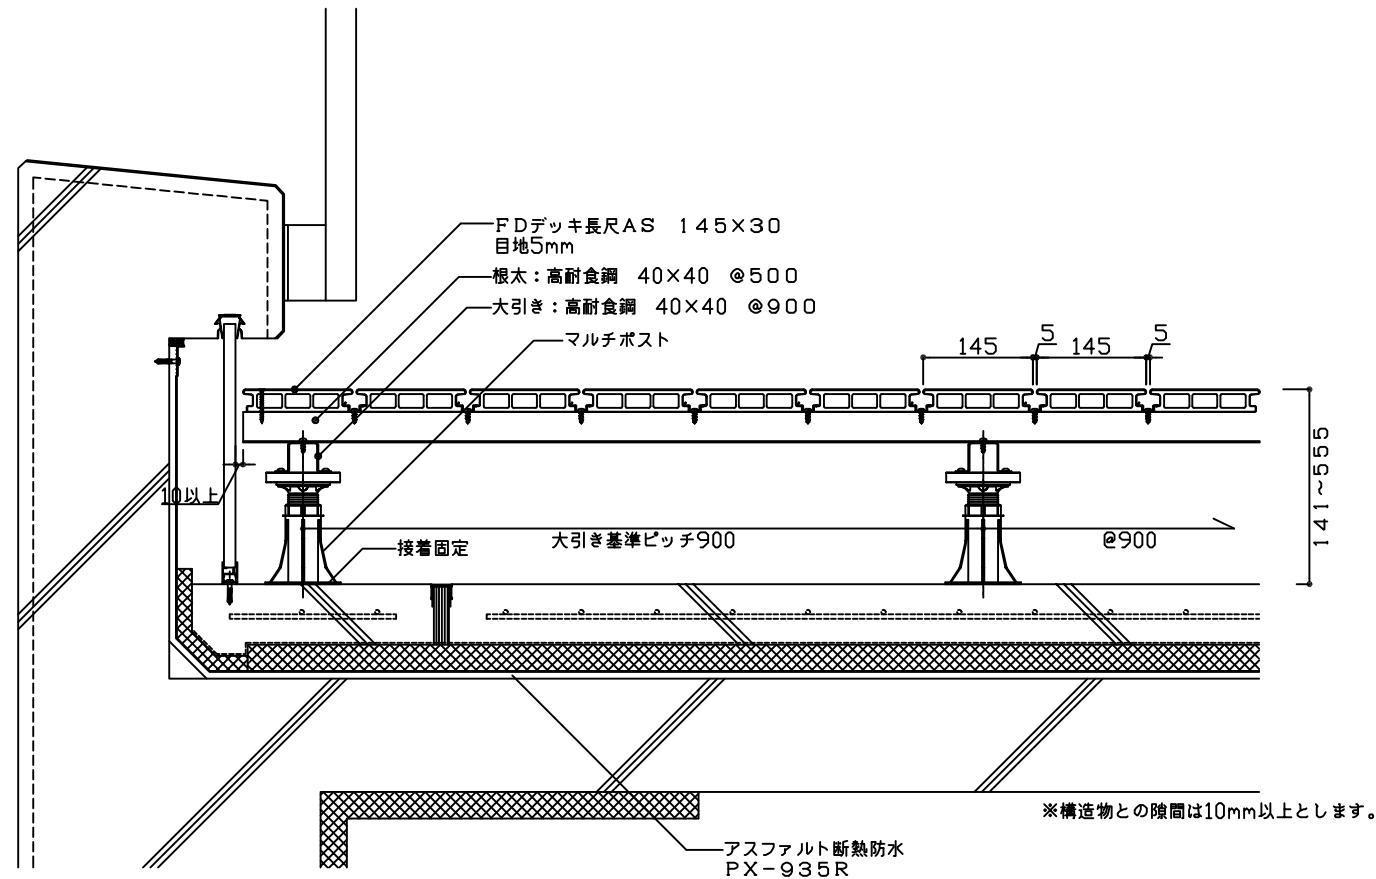 ＦＤデッキ長尺ＡＳ　１４５×３０
目地5mm
根太：高耐食鋼　４０×４０　＠５００
大引き：高耐食鋼　４０×４０　＠９００
マルチポスト
145
5
145
5
141～555
10以上
大引き基準ピッチ900
@900
接着固定
※構造物との隙間は10mm以上とします。
アスファルト断熱防水
ＰＸ－９３５Ｒ